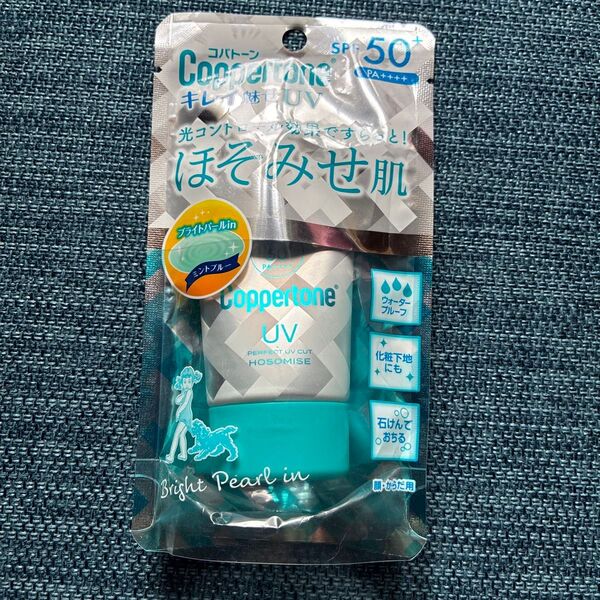 コパトーン
Coppertone®
キレイ魅せUV
SPF50+
PA++++
光コントロール効果ですらっと!
ほそみせ肌
ブライトパールin
ミントブルー
Coppertone®
UV
PERFECT UV CUT
HOSOMISE
ウォーター
プルーフ
化粧下地
にも
石けんで
おちる
Bright Pearl in
顔・からだ用